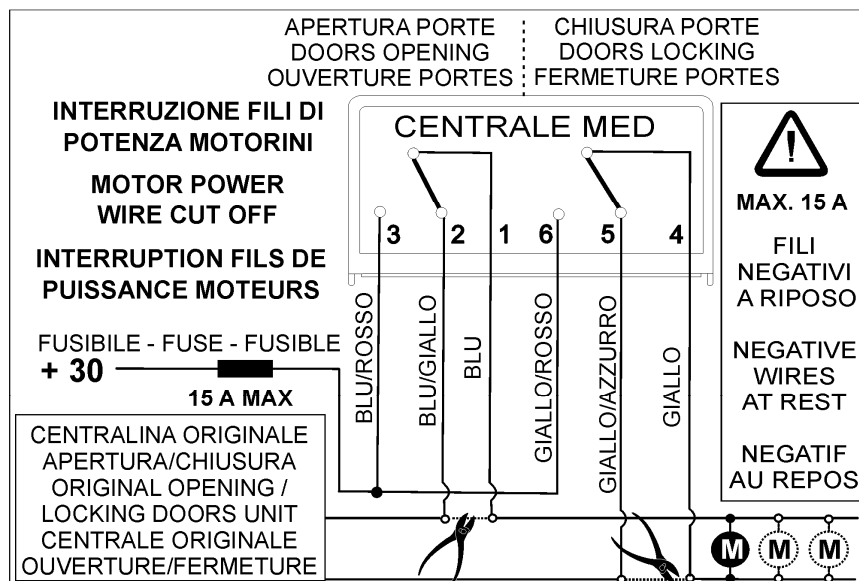 APERTURA PORTE
DOORS OPENING
OUVERTURE PORTES
CHIUSURA PORTE
DOORS LOCKING
FERMETURE PORTES
INTERRUZIONE FILI DI
POTENZA MOTORINI
MOTOR POWER
WIRE CUT OFF
INTERRUPTION FILS DE
PUISSANCE MOTEURS
CENTRALE MED
3 2 1 6 5 4
!
MAX. 15 A
FILI
NEGATIVI
A RIPOSO
NEGATIVE
WIRES
AT REST
NEGATIF
AU REPOS
FUSIBILE - FUSE - FUSIBLE
+ 30
15 A MAX
BLU/ROSSO
BLU/GIALLO
BLU
GIALLO/ROSSO
GIALLO/AZZURRO
GIALLO
CENTRALINA ORIGINALE
APERTURA/CHIUSURA
ORIGINAL OPENING /
LOCKING DOORS UNIT
CENTRALE ORIGINALE
OUVERTURE/FERMETURE
M M M